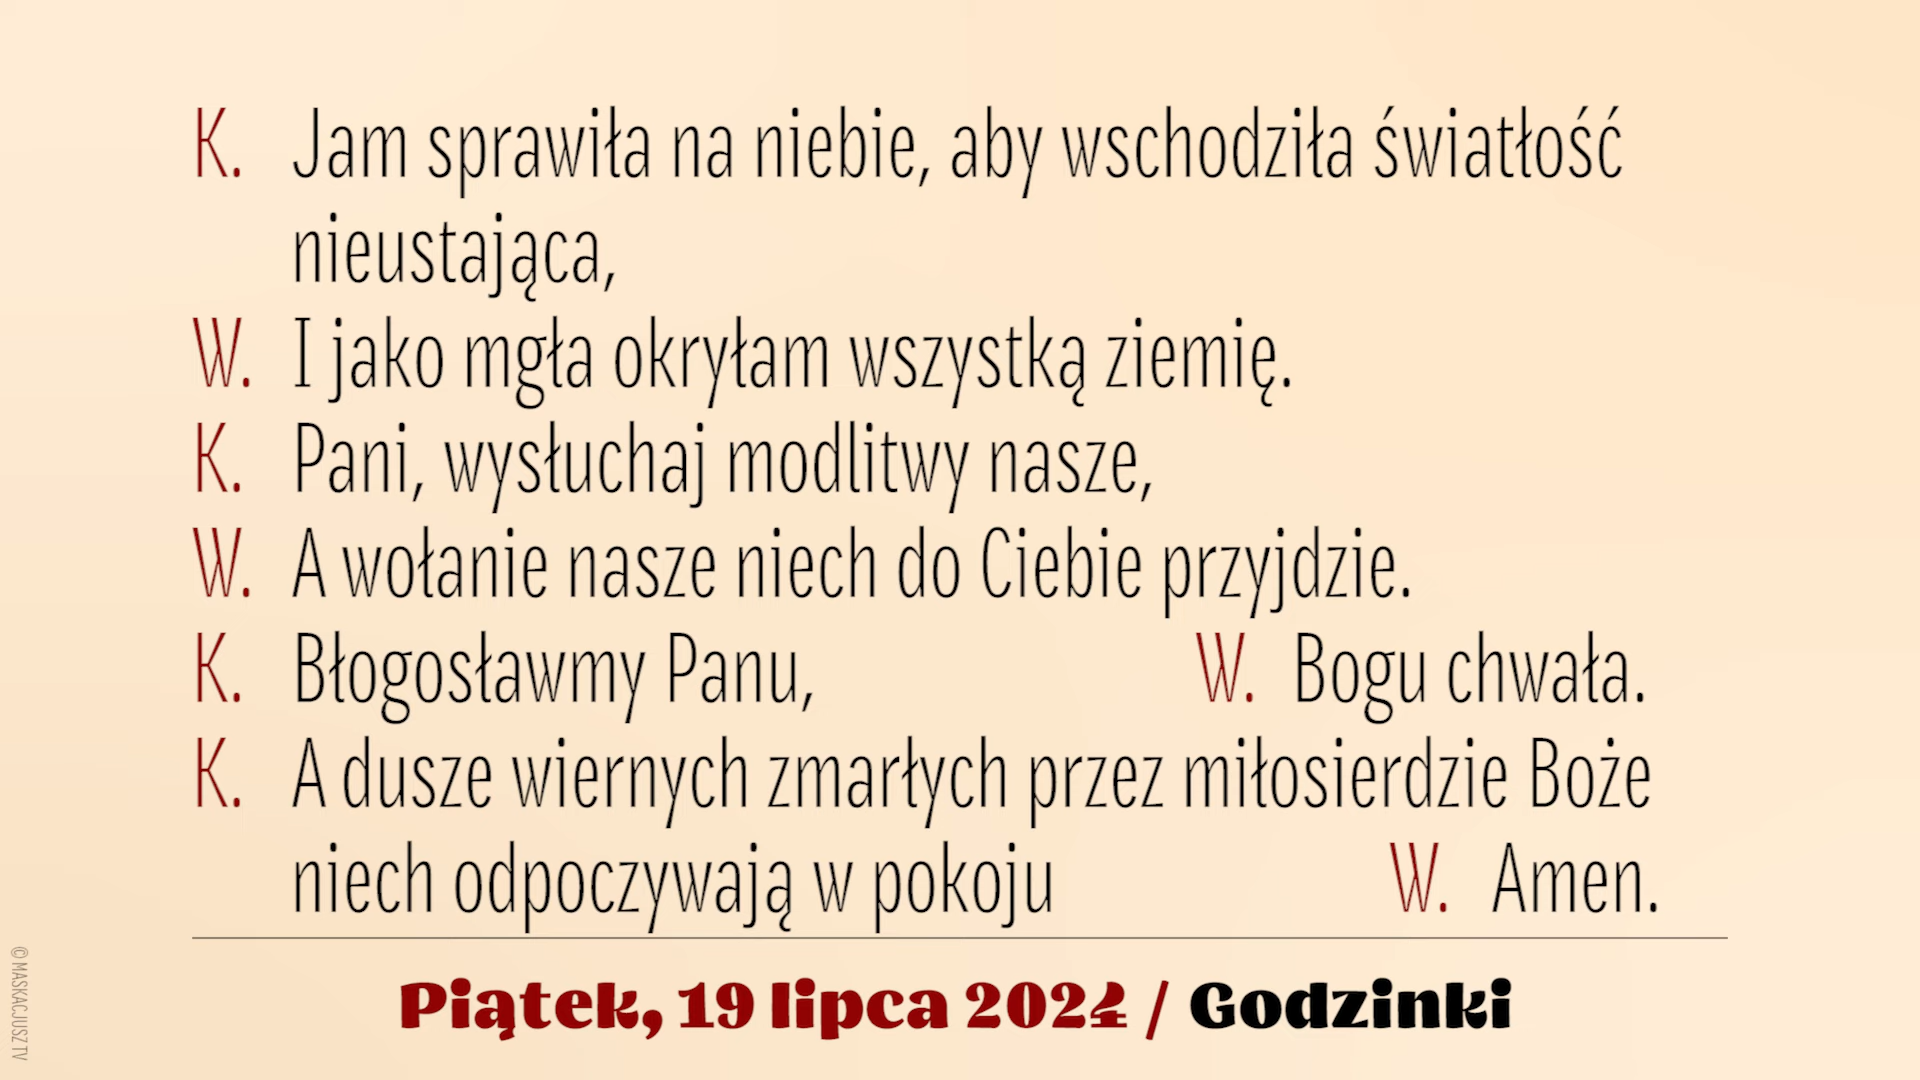 K. Jam sprawiła na niebie, aby wschodziła światłość
nieustająca,
W. I jako mgła okryłam wszystką ziemię.
K. Pani, wysłuchaj modlitwy nasze,
W. A wołanie nasze niech do Ciebie przyjdzie.
K. Błogosławmy Panu, W. Bogu chwała.
K. A dusze wiernych zmarłych przez miłosierdzie Boże
niech odpoczywają w pokoju W. Amen.
Piątek, 19 lipca 2024 / Godzinki
© MASKACJUSZ TV